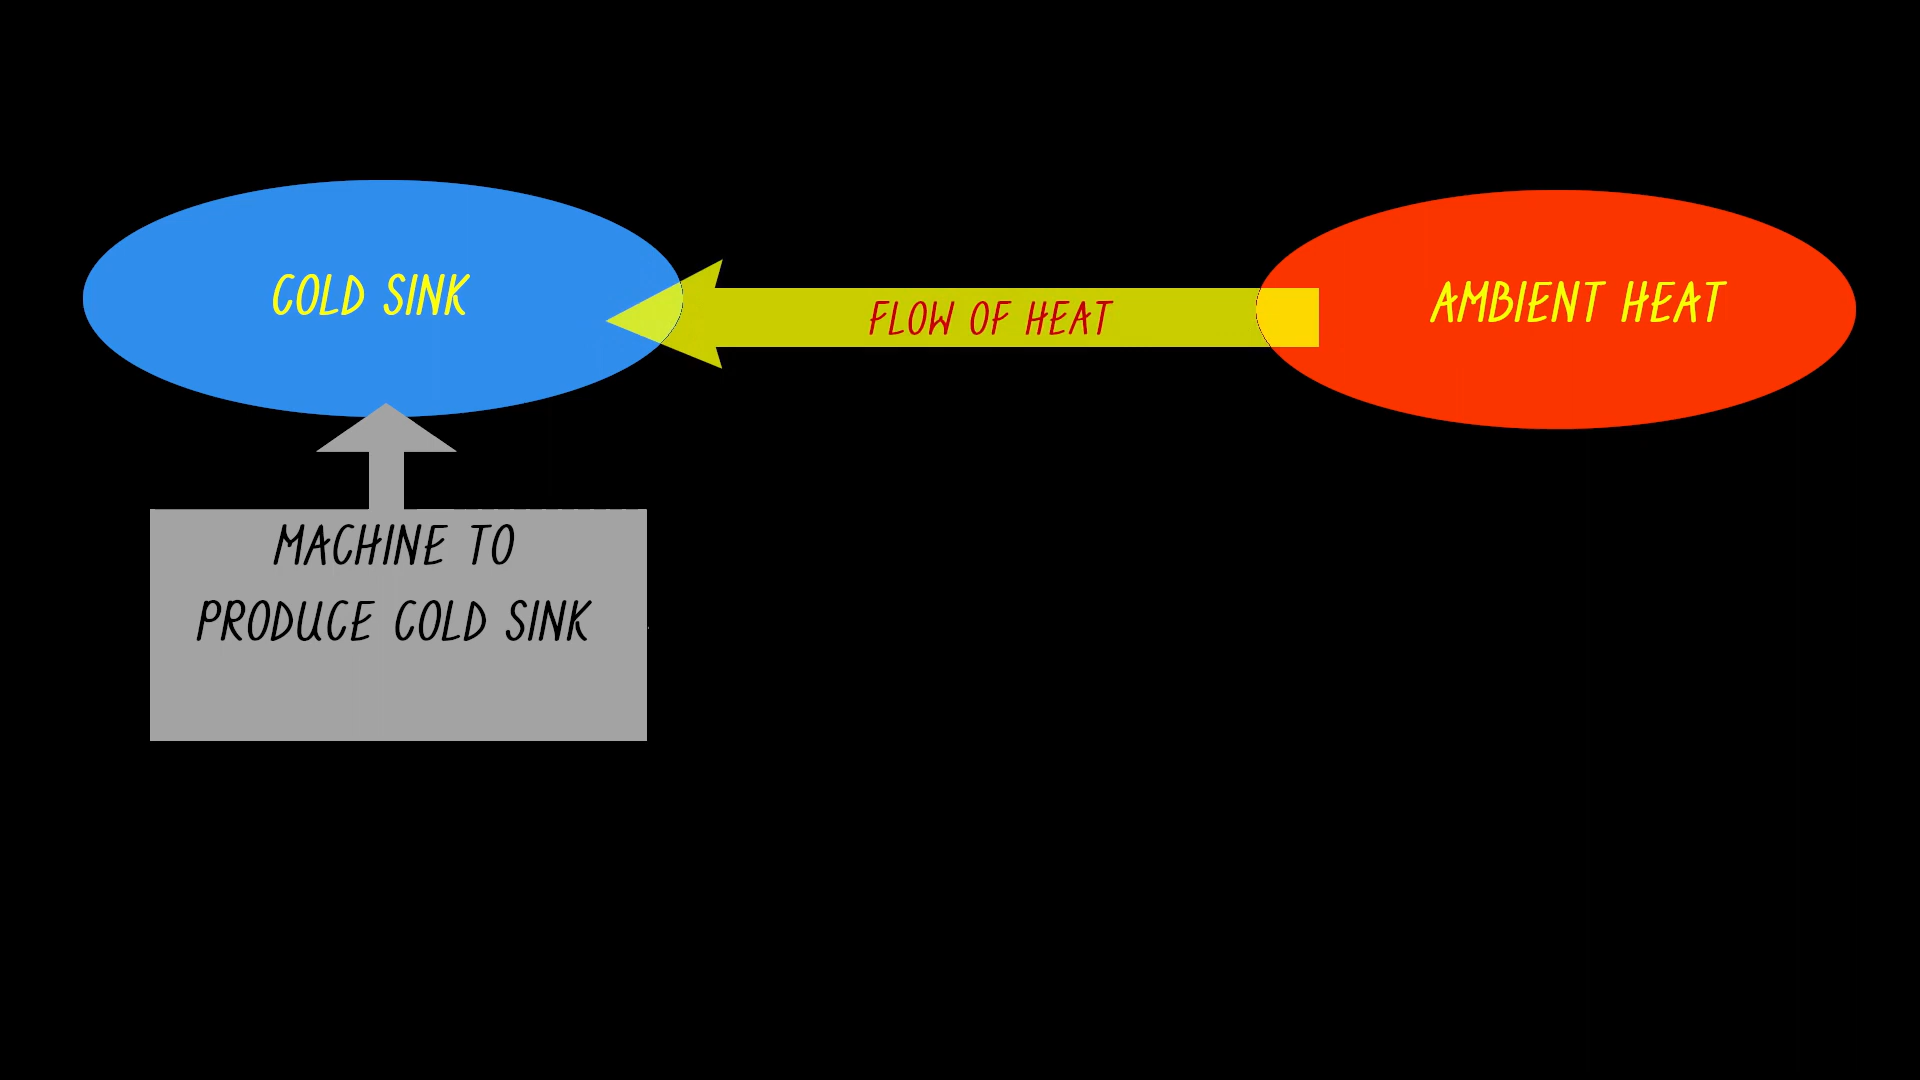 COLD SINK
FLOW OF HEAT
AMBIENT HEAT
MACHINE TO
PRODUCE COLD SINK